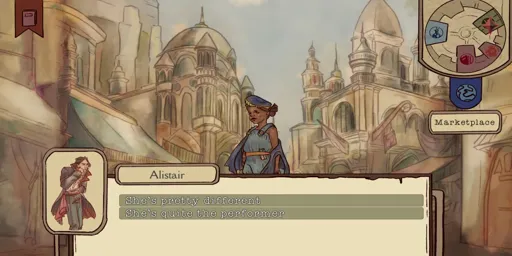 Marketplace
Alistair
She's pretty different
She's quite the performer